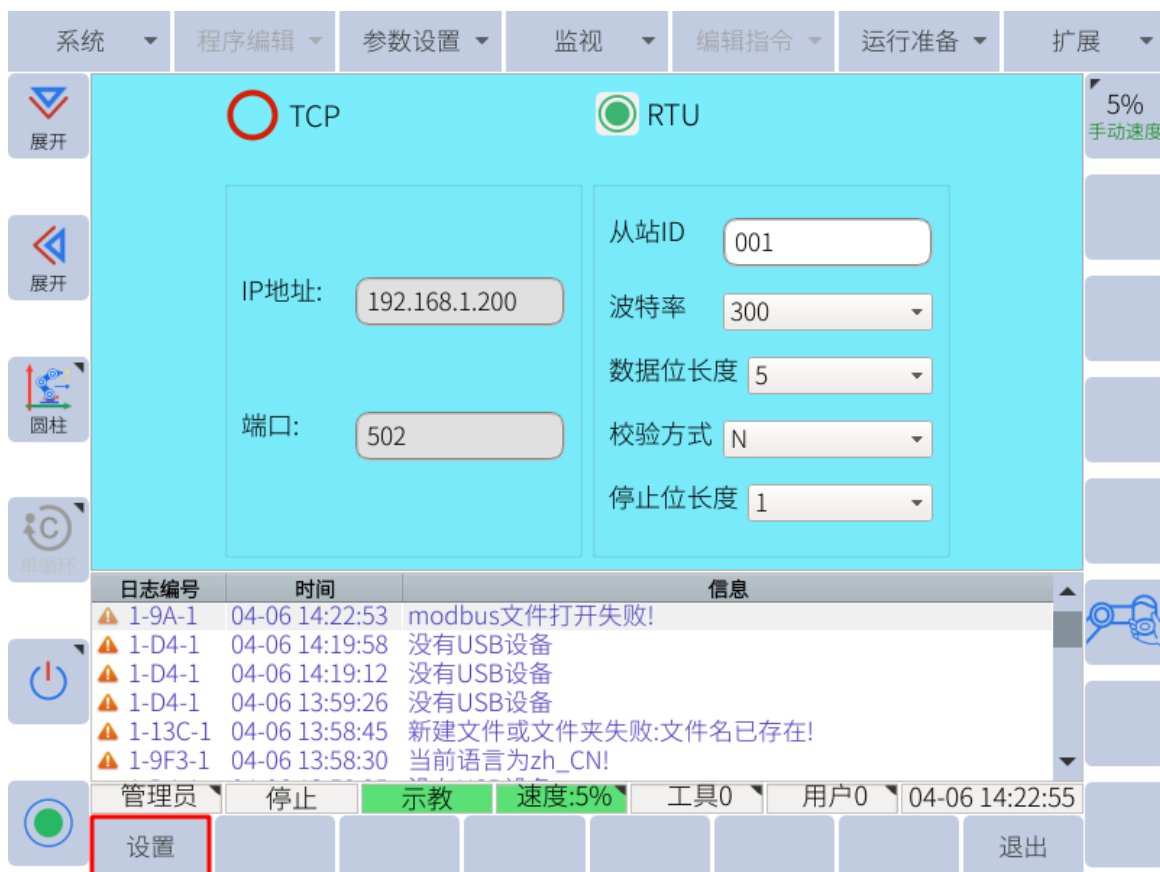 系统 程序编辑 参数设置 监视 编辑指令 运行准备 扩展
展开
5%
手动速度
TCP RTU
展开
IP地址: 192.168.1.200
端口: 502
从站ID 001
波特率 300
数据位长度 5
校验方式 N
停止位长度 1
圆柱
C
单循环
日志编号 时间 信息
1-9A-1 04-06 14:22:53 modbus文件打开失败!
1-D4-1 04-06 14:19:58 没有USB设备
1-D4-1 04-06 14:19:12 没有USB设备
1-D4-1 04-06 13:59:26 没有USB设备
1-13C-1 04-06 13:58:45 新建文件或文件夹失败:文件名已存在!
1-9F3-1 04-06 13:58:30 当前语言为zh_CN!
管理员 停止 示教 速度:5% 工具0 用户0 04-06 14:22:55
设置 退出